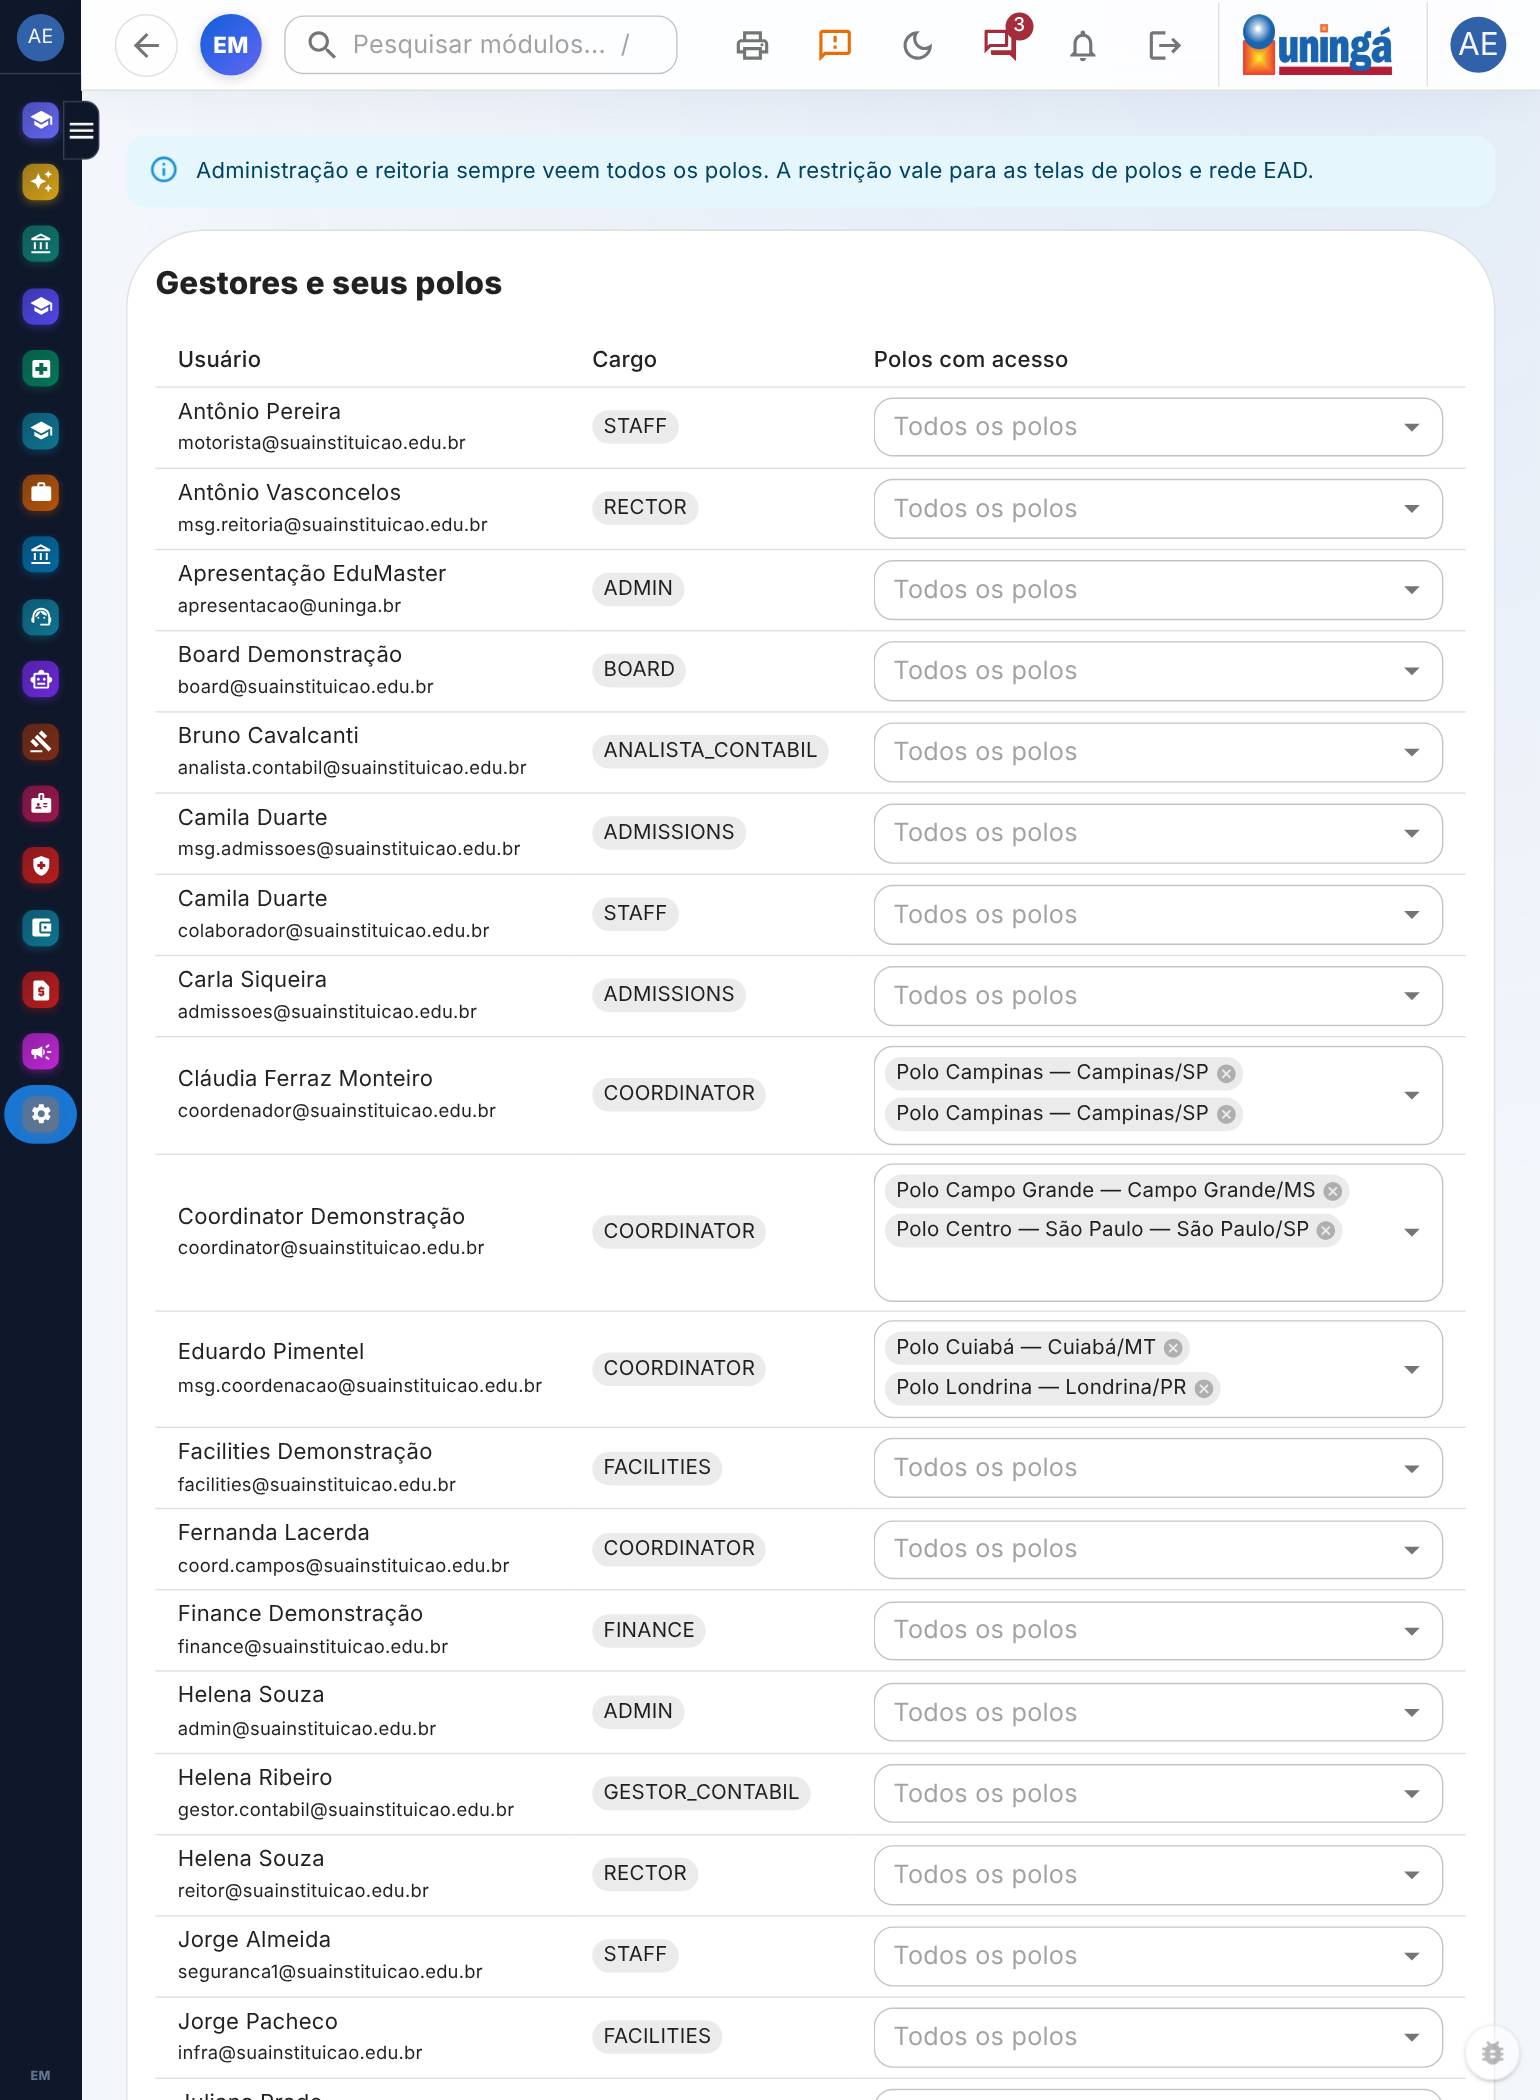 AE
EM
Pesquisar módulos... /
3
uningá
AE
Administração e reitoria sempre veem todos os polos. A restrição vale para as telas de polos e rede EAD.
Gestores e seus polos
Usuário Cargo Polos com acesso
Antônio Pereira
motorista@suainstituicao.edu.br
STAFF
Todos os polos
Antônio Vasconcelos
msg.reitoria@suainstituicao.edu.br
RECTOR
Todos os polos
Apresentação EduMaster
apresentacao@uninga.br
ADMIN
Todos os polos
Board Demonstração
board@suainstituicao.edu.br
BOARD
Todos os polos
Bruno Cavalcanti
analista.contabil@suainstituicao.edu.br
ANALISTA_CONTABIL
Todos os polos
Camila Duarte
msg.admissoes@suainstituicao.edu.br
ADMISSIONS
Todos os polos
Camila Duarte
colaborador@suainstituicao.edu.br
STAFF
Todos os polos
Carla Siqueira
admissoes@suainstituicao.edu.br
ADMISSIONS
Todos os polos
Cláudia Ferraz Monteiro
coordenador@suainstituicao.edu.br
COORDINATOR
Polo Campinas — Campinas/SP
Polo Campinas — Campinas/SP
Coordinator Demonstração
coordinator@suainstituicao.edu.br
COORDINATOR
Polo Campo Grande — Campo Grande/MS
Polo Centro — São Paulo — São Paulo/SP
Eduardo Pimentel
msg.coordenacao@suainstituicao.edu.br
COORDINATOR
Polo Cuiabá — Cuiabá/MT
Polo Londrina — Londrina/PR
Facilities Demonstração
facilities@suainstituicao.edu.br
FACILITIES
Todos os polos
Fernanda Lacerda
coord.campos@suainstituicao.edu.br
COORDINATOR
Todos os polos
Finance Demonstração
finance@suainstituicao.edu.br
FINANCE
Todos os polos
Helena Souza
admin@suainstituicao.edu.br
ADMIN
Todos os polos
Helena Ribeiro
gestor.contabil@suainstituicao.edu.br
GESTOR_CONTABIL
Todos os polos
Helena Souza
reitor@suainstituicao.edu.br
RECTOR
Todos os polos
Jorge Almeida
seguranca1@suainstituicao.edu.br
STAFF
Todos os polos
Jorge Pacheco
infra@suainstituicao.edu.br
FACILITIES
Todos os polos
EM